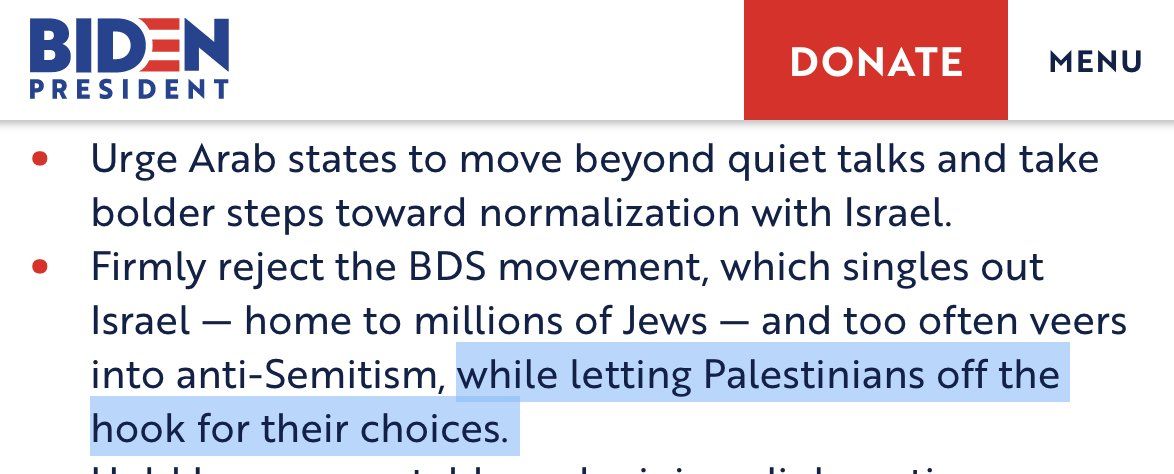 BIDEN
PRESIDENT
DONATE
MENU
• Urge Arab states to move beyond quiet talks and take
bolder steps toward normalization with Israel.
• Firmly reject the BDS movement, which singles out
Israel — home to millions of Jews — and too often veers
into anti-Semitism, while letting Palestinians off the
hook for their choices.